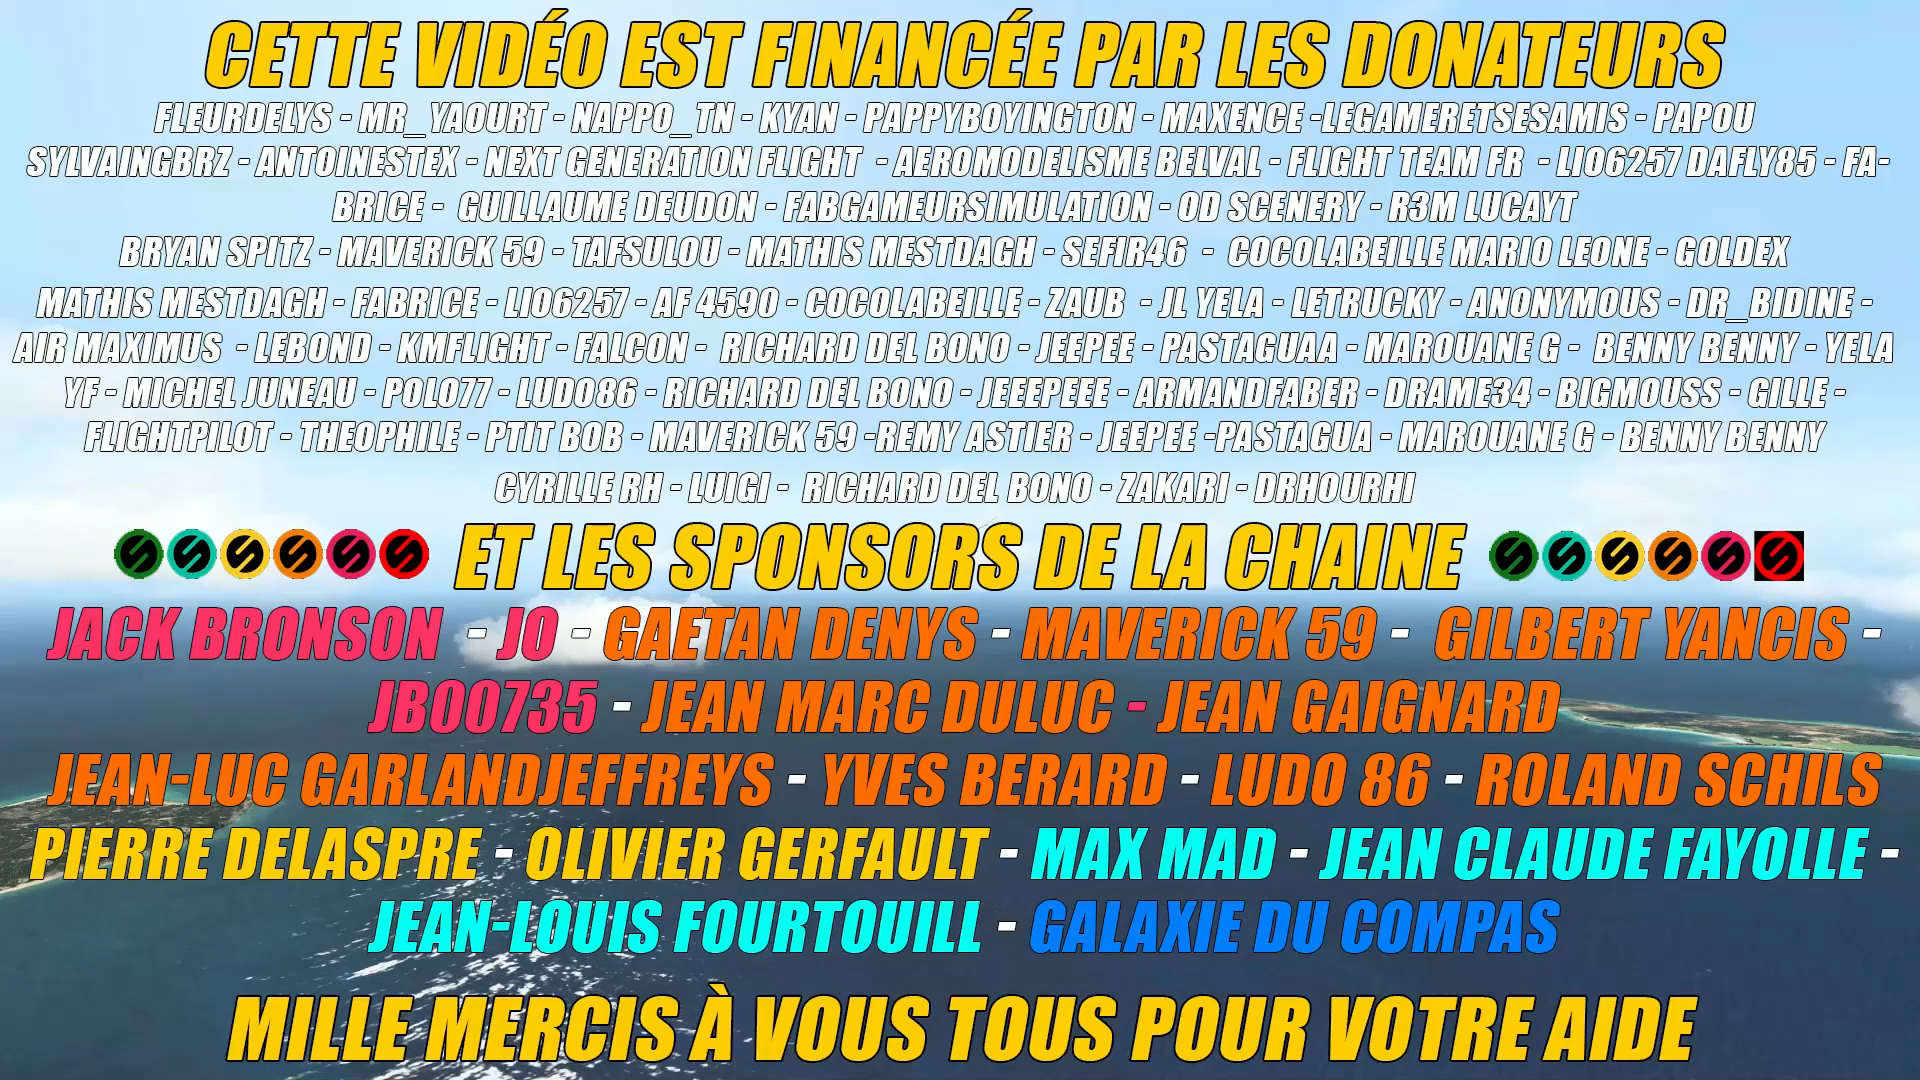 CETTE VIDÉO EST FINANCÉE PAR LES DONATEURS
FLEURDELYS - MR_YAOURT - NAPPO_TN - KYAN - PAPPYBOYINGTON - MAXENCE -LEGAMERETSESAMIS - PAPOU
SYLVAINGBRZ - ANTOINESTEX - NEXT GENERATION FLIGHT - AEROMODELISME BELVAL - FLIGHT TEAM FR - LIO6257 DAFLY85 - FA-
BRICE - GUILLAUME DEUDON - FABGAMEURSIMULATION - OD SCENERY - R3M LUCAYT
BRYAN SPITZ - MAVERICK 59 - TAFSULOU - MATHIS MESTDAGH - SEFIR46 - COCOLABEILLE MARIO LEONE - GOLDEX
MATHIS MESTDAGH - FABRICE - LIO6257 - AF 4590 - COCOLABEILLE - ZAUB - JL YELA - LETRUCKY - ANONYMOUS - DR_BIDINE -
AIR MAXIMUS - LEBOND - KMFLIGHT - FALCON - RICHARD DEL BONO - JEEPEE - PASTAGUAA - MAROUANE G - BENNY BENNY - YELA
YF - MICHEL JUNEAU - POLO77 - LUDO86 - RICHARD DEL BONO - JEEEPEEE - ARMANDFABER - DRAME34 - BIGMOUSS - GILLE -
FLIGHTPILOT - THEOPHILE - PTIT BOB - MAVERICK 59 -REMY ASTIER - JEEPEE -PASTAGUA - MAROUANE G - BENNY BENNY
CYRILLE RH - LUIGI - RICHARD DEL BONO - ZAKARI - DRHOURHI
ET LES SPONSORS DE LA CHAINE
JACK BRONSON - JO - GAETAN DENYS - MAVERICK 59 - GILBERT YANCIS -
JB00735 - JEAN MARC DULUC - JEAN GAIGNARD
JEAN-LUC GARLANDJEFFREYS - YVES BERARD - LUDO 86 - ROLAND SCHILS
PIERRE DELASPRE - OLIVIER GERFAULT - MAX MAD - JEAN CLAUDE FAYOLLE -
JEAN-LOUIS FOURTOUILL - GALAXIE DU COMPAS
MILLE MERCIS À VOUS TOUS POUR VOTRE AIDE